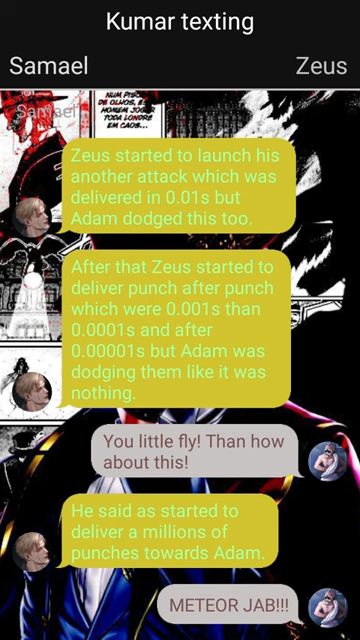 Kumar texting
Samael
Zeus
NUM PISCAR
DE OLHOS, ES
HOMEM JOGA
TODA LONDRE
EM CAOS...
Samael
Zeus started to launch his
another attack which was
delivered in 0.01s but
Adam dodged this too.
After that Zeus started to
deliver punch after punch
which were 0.001s than
0.0001s and after
0.00001s but Adam was
dodging them like it was
nothing.
You little fly! Than how
about this!
He said as started to
deliver a millions of
punches towards Adam.
METEOR JAB!!!